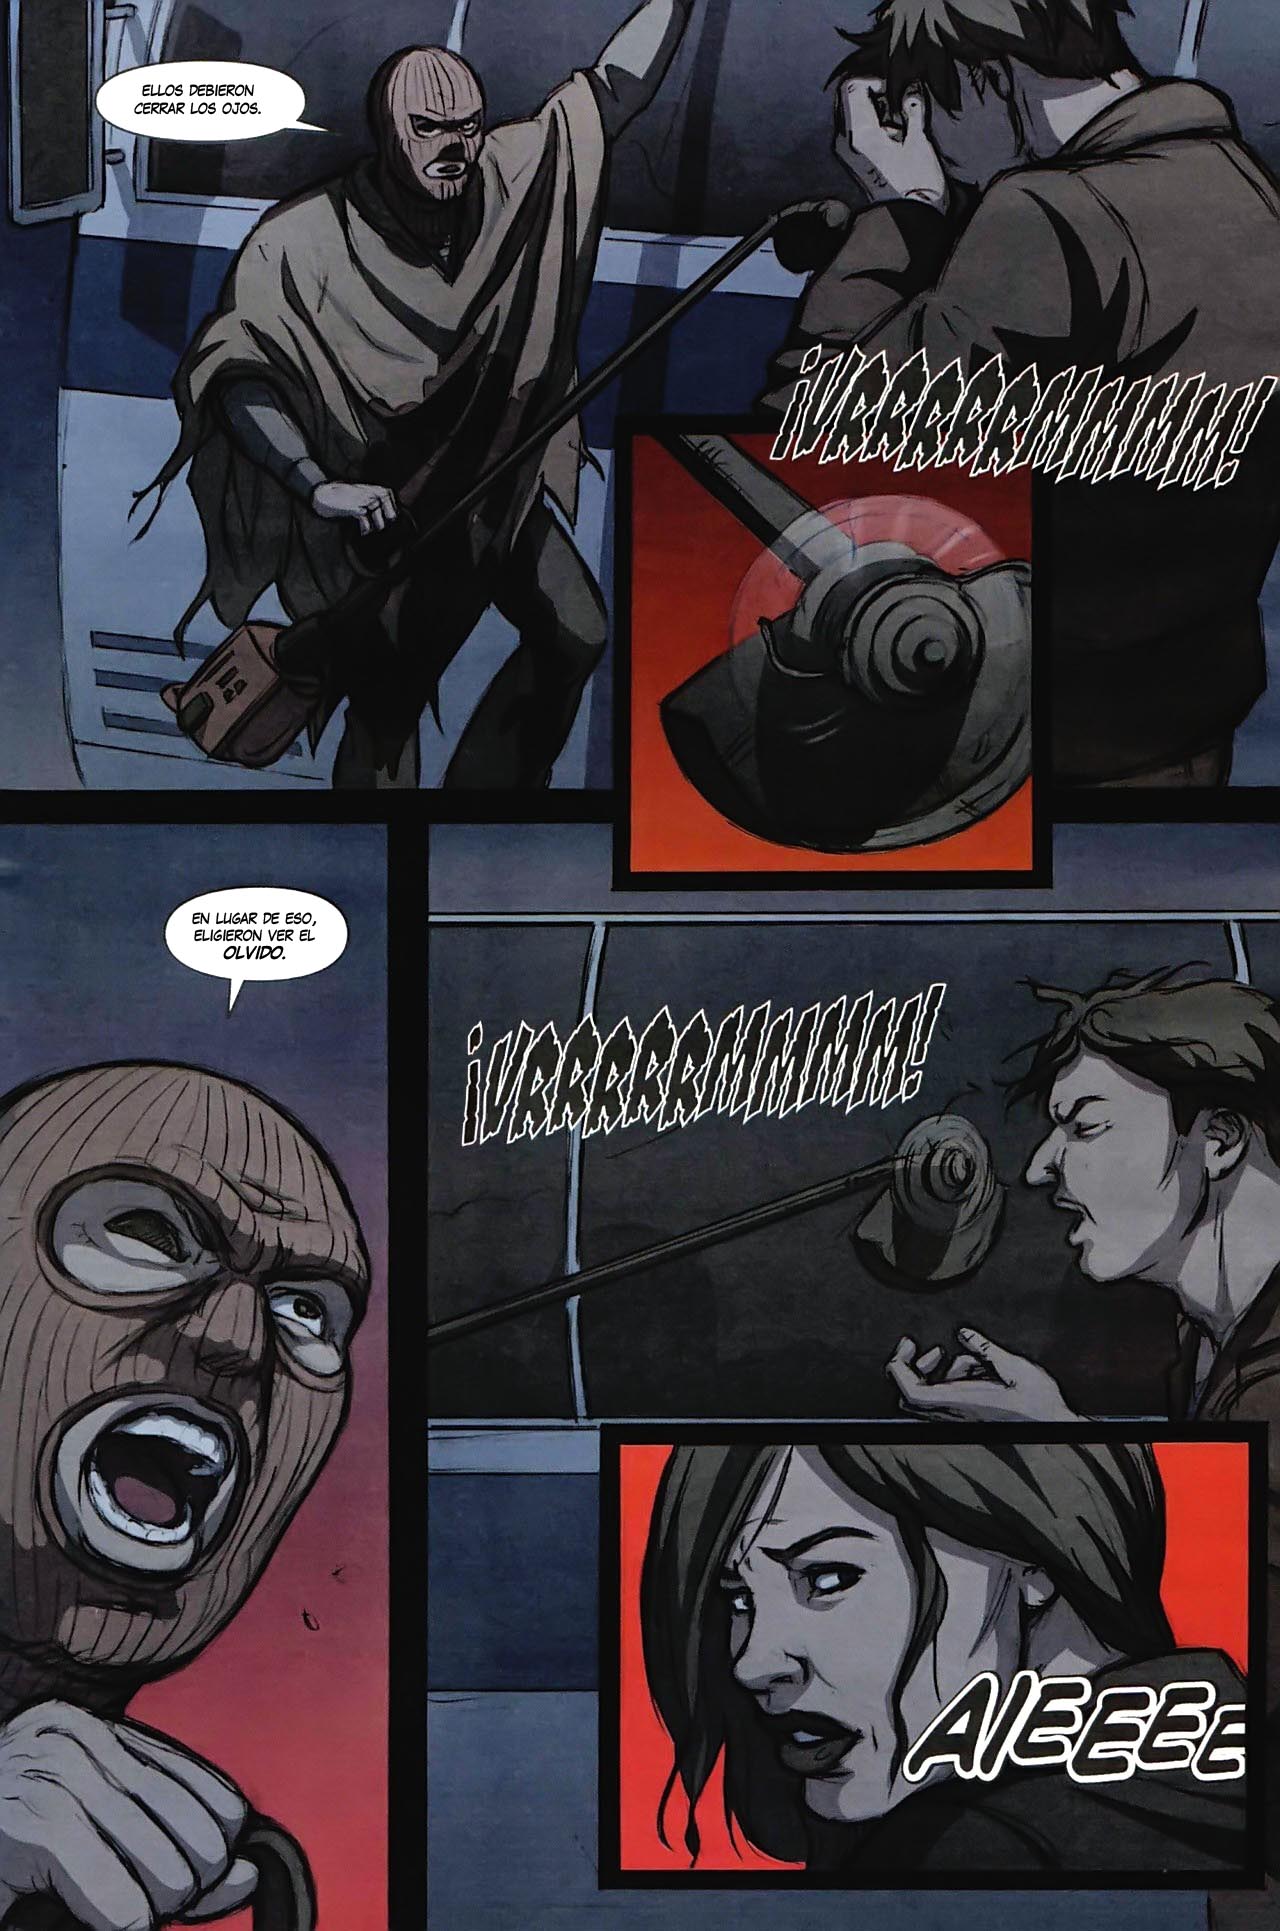 ELLOS DEBIERON
CERRAR LOS OJOS.
¡VRRRRRMMMMM!
EN LUGAR DE ESO,
ELIGIERON VER EL
OLVIDO.
¡VRRRRRMMMMM!
AIEEEE